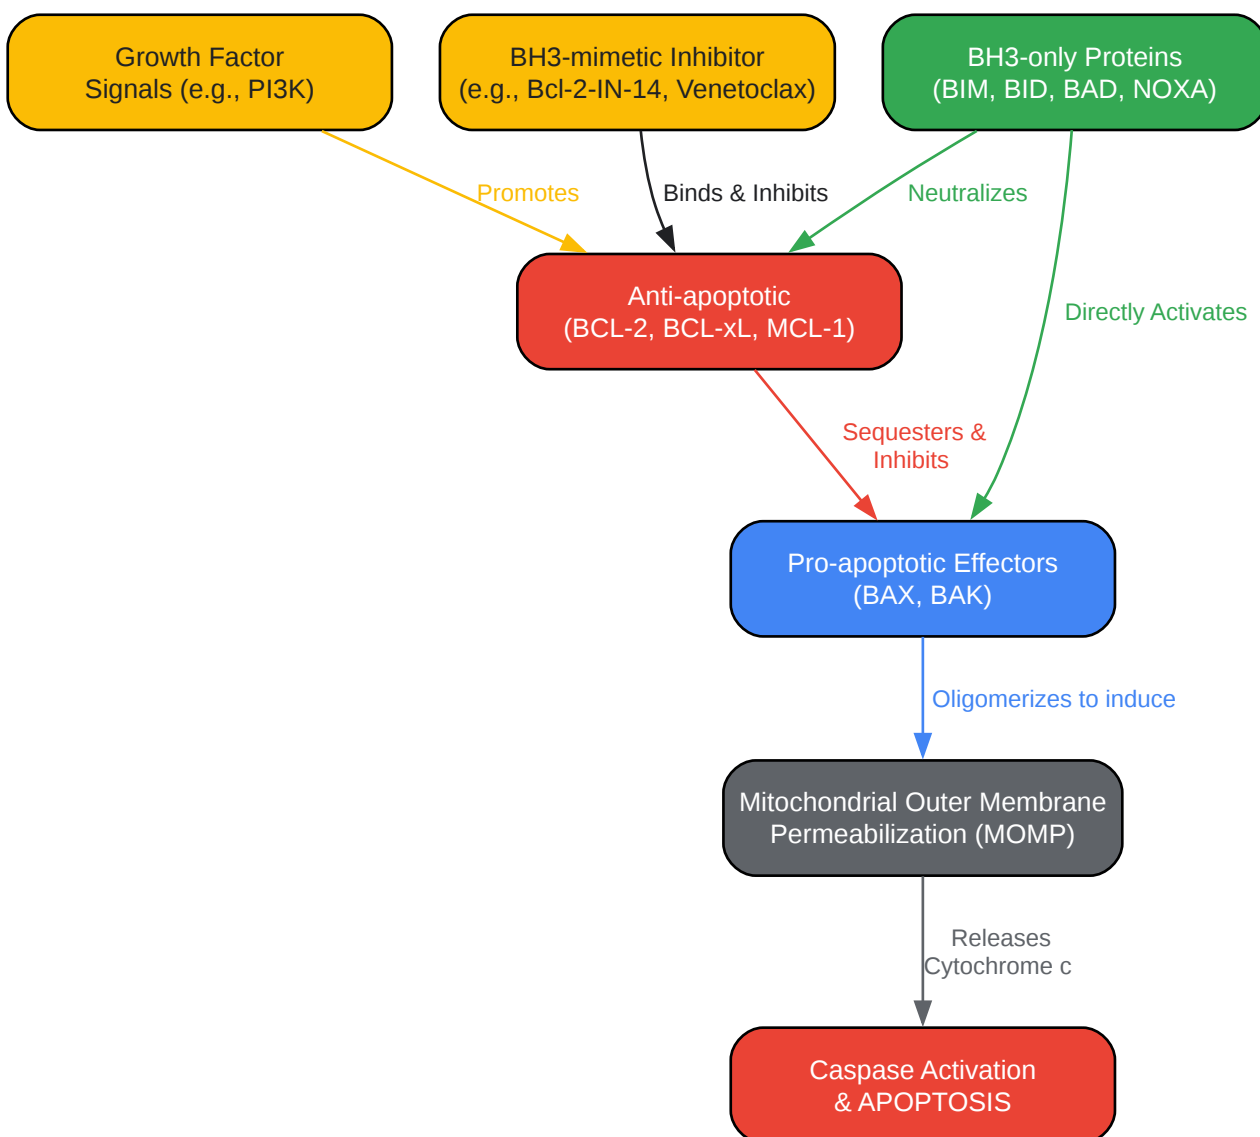 Growth Factor
Signals (e.g., PI3K)
BH3-mimetic Inhibitor
(e.g., Bcl-2-IN-14, Venetoclax)
BH3-only Proteins
(BIM, BID, BAD, NOXA)
Promotes
Binds & Inhibits
Neutralizes
Anti-apoptotic
(BCL-2, BCL-xL, MCL-1)
Directly Activates
Sequesters &
Inhibits
Pro-apoptotic Effectors
(BAX, BAK)
Oligomerizes to induce
Mitochondrial Outer Membrane
Permeabilization (MOMP)
Releases
Cytochrome c
Caspase Activation
& APOPTOSIS